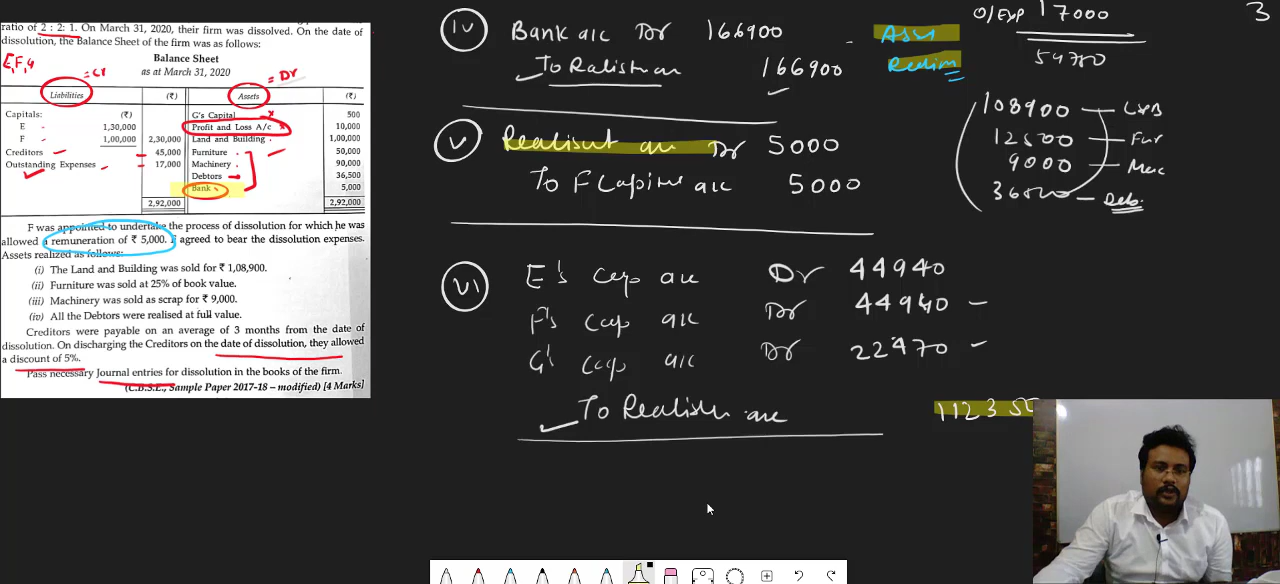 ratio of 2 : 2: 1. On March 31, 2020, their firm was dissolved. On the date of
dissolution, the Balance Sheet of the firm was as follows:
E, F, G
Balance Sheet
as at March 31, 2020
= Cr
= Dr
Liabilities (₹) Assets (₹)
Capitals: (₹) G's Capital 500
E 1,30,000 Profit and Loss A/c 10,000
F 1,00,000 2,30,000 Land and Building 1,00,000
Creditors 45,000 Furniture 50,000
Outstanding Expenses 17,000 Machinery 90,000
Debtors 36,500
Bank 5,000
2,92,000 2,92,000
F was appointed to undertake the process of dissolution for which he was
allowed a remuneration of ₹ 5,000. F agreed to bear the dissolution expenses.
Assets realized as follows:
(i) The Land and Building was sold for ₹ 1,08,900.
(ii) Furniture was sold at 25% of book value.
(iii) Machinery was sold as scrap for ₹ 9,000.
(iv) All the Debtors were realised at full value.
Creditors were payable on an average of 3 months from the date of
dissolution. On discharging the Creditors on the date of dissolution, they allowed
a discount of 5%.
Pass necessary Journal entries for dissolution in the books of the firm.
(C.B.S.E. Sample Paper 2017-18 – modified) [4 Marks]
iv Bank a/c Dr 166900
To Ralistion 166900
v Realisut au Dr 5000
To F Capitue a/c 5000
vi E's Cap a/c Dr 44940
F's Cap a/c Dr 44940
G's Cap a/c Dr 22470
To Realistn a/c
O/Exp 17000
3
108900 — L&B
12500 — Fur
9000 — Mac
— Deb.